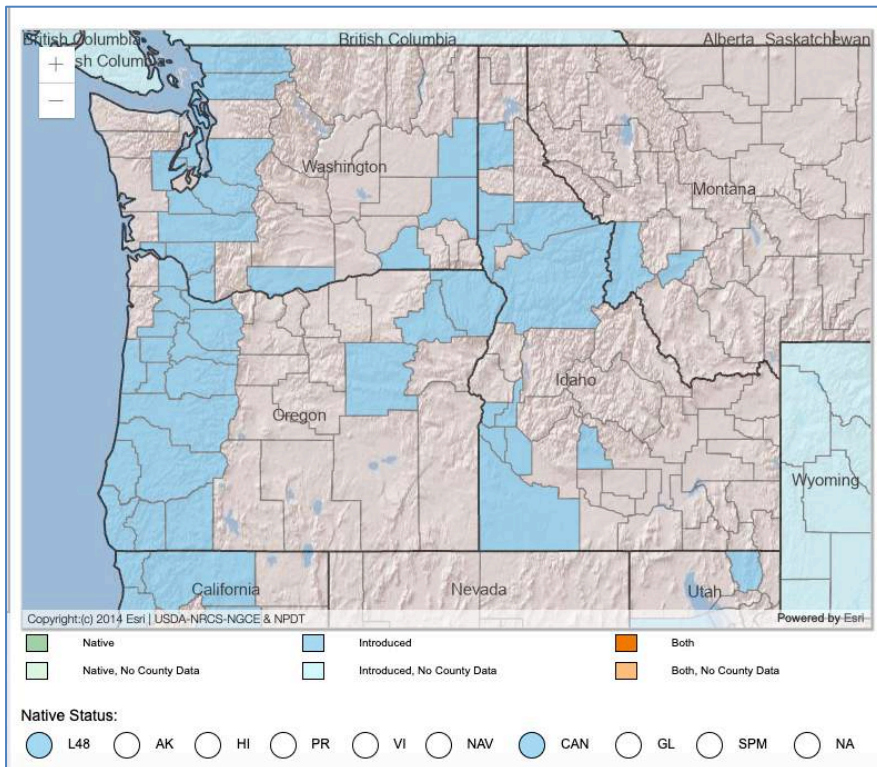 British Columbia
British Columbia
Alberta
Saskatchewan
sh Columbia
+
−
Washington
Montana
Idaho
Oregon
Wyoming
California
Nevada
Utah
Copyright:(c) 2014 Esri | USDA-NRCS-NGCE & NPDT
Powered by Esri
Native
Introduced
Both
Native, No County Data
Introduced, No County Data
Both, No County Data
Native Status:
L48 AK HI PR VI NAV CAN GL SPM NA